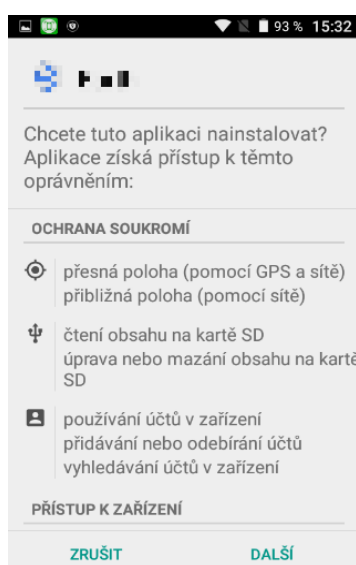 93 % 15:32
Chcete tuto aplikaci nainstalovat?
Aplikace získá přístup k těmto
oprávněním:
OCHRANA SOUKROMÍ
přesná poloha (pomocí GPS a sítě)
přibližná poloha (pomocí sítě)
čtení obsahu na kartě SD
úprava nebo mazání obsahu na kartě
SD
používání účtů v zařízení
přidávání nebo odebírání účtů
vyhledávání účtů v zařízení
PŘÍSTUP K ZAŘÍZENÍ
ZRUŠIT DALŠÍ